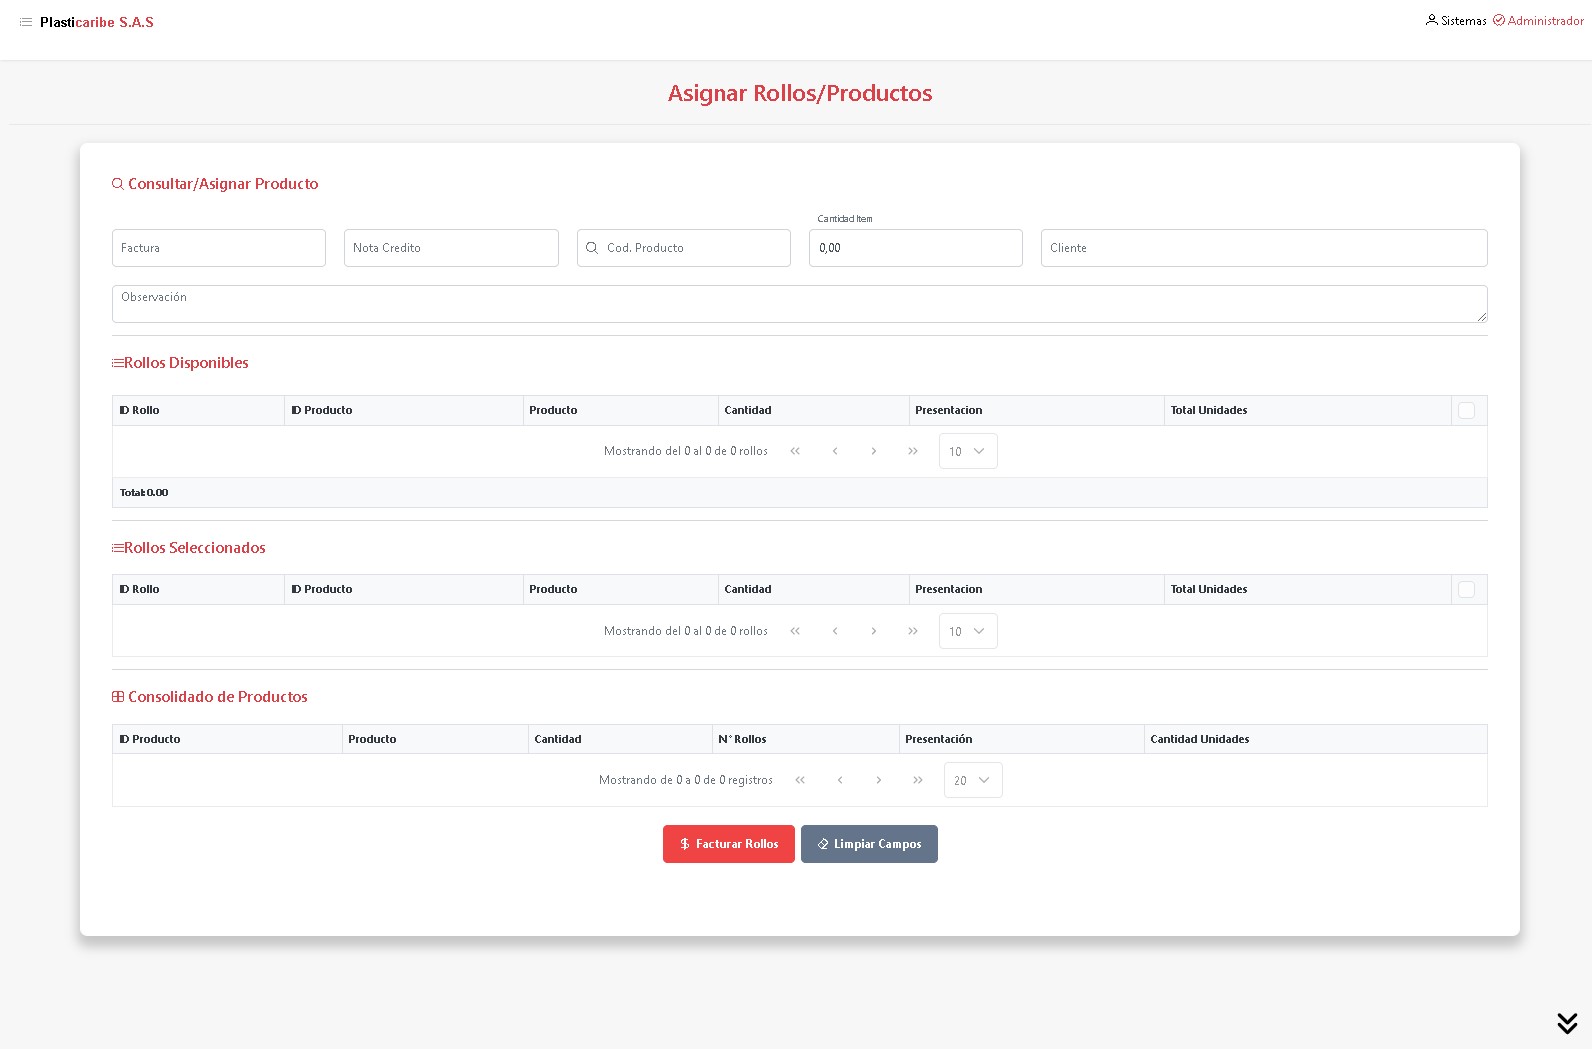 Plasticaribe S.A.S
Sistemas Administrador
Asignar Rollos/Productos
Consultar/Asignar Producto
Cantidad Item
Factura Nota Credito Cod. Producto 0,00 Cliente
Observación
Rollos Disponibles
ID Rollo ID Producto Producto Cantidad Presentacion Total Unidades
Mostrando del 0 al 0 de 0 rollos 10
Total:0.00
Rollos Seleccionados
ID Rollo ID Producto Producto Cantidad Presentacion Total Unidades
Mostrando del 0 al 0 de 0 rollos 10
Consolidado de Productos
ID Producto Producto Cantidad N° Rollos Presentación Cantidad Unidades
Mostrando de 0 a 0 de 0 registros 20
Facturar Rollos Limpiar Campos